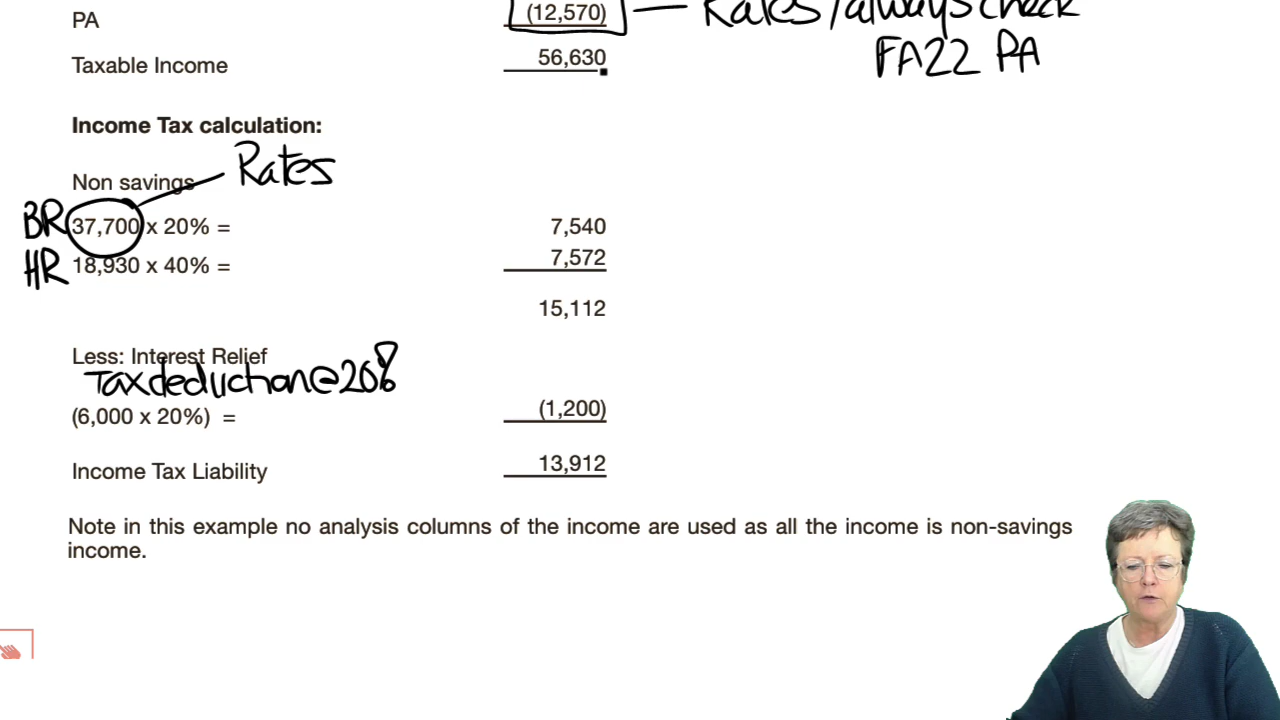 PA (12,570) Rates/always check
Taxable Income 56,630 FA22 PA
Income Tax calculation:
Rates
Non savings
BR 37,700 x 20% = 7,540
HR 18,930 x 40% = 7,572
15,112
Less: Interest Relief
Tax deduction @ 20%
(6,000 x 20%) = (1,200)
Income Tax Liability 13,912
Note in this example no analysis columns of the income are used as all the income is non-savings
income.